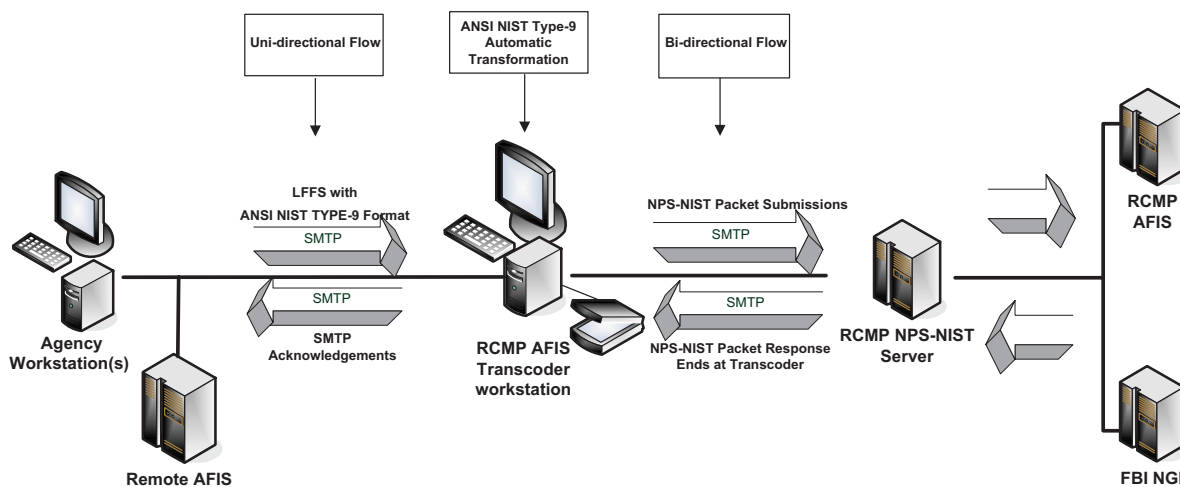 Uni-directional Flow
ANSI NIST Type-9
Automatic
Transformation
Bi-directional Flow
LFFS with
ANSI NIST TYPE-9 Format
SMTP
SMTP
SMTP
Acknowledgements
NPS-NIST Packet Submissions
SMTP
SMTP
NPS-NIST Packet Response
Ends at Transcoder
Agency
Workstation(s)
Remote AFIS
RCMP AFIS
Transcoder
workstation
RCMP NPS-NIST
Server
RCMP
AFIS
FBI NGI